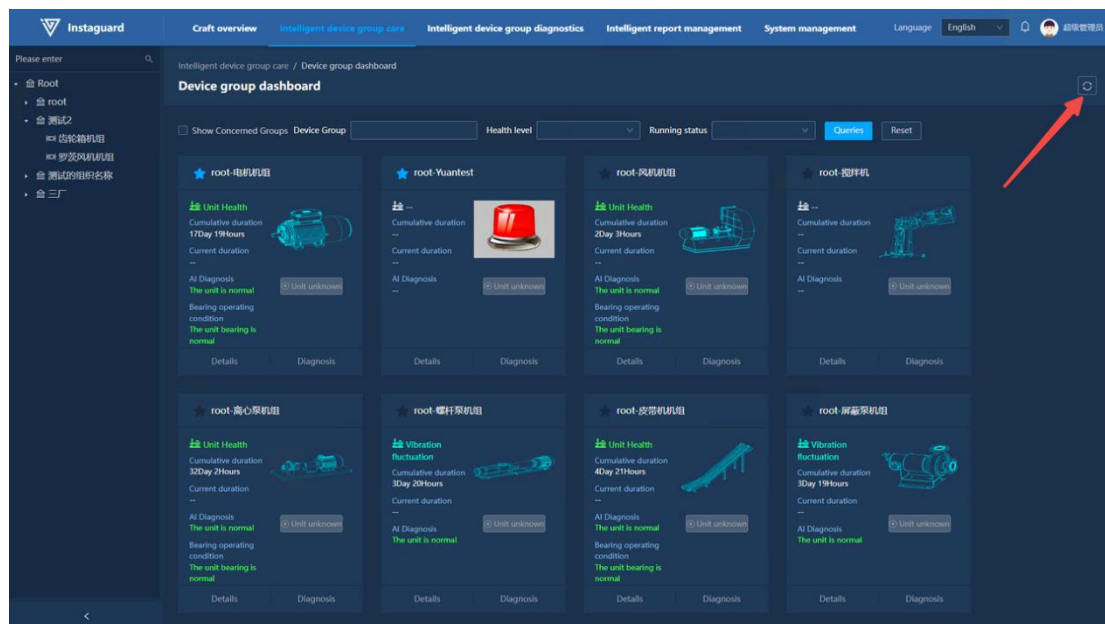 Instaguard
Craft overview
Intelligent device group care
Intelligent device group diagnostics
Intelligent report management
System management
Language
English
超级管理员
Please enter
Root
root
测试2
齿轮箱机组
罗茨风机机组
测试的组织名称
三厂
Intelligent device group care / Device group dashboard
Device group dashboard
Show Concerned Groups
Device Group
Health level
Running status
Queries
Reset
root-电机机组
Unit Health
Cumulative duration
17Day 19Hours
Current duration
--
AI Diagnosis
The unit is normal
Unit unknown
Bearing operating
condition
The unit bearing is
normal
Details
Diagnosis
root-Yuantest
--
Cumulative duration
--
Current duration
--
AI Diagnosis
--
Unit unknown
Details
Diagnosis
root-风机机组
Unit Health
Cumulative duration
2Day 3Hours
Current duration
--
AI Diagnosis
The unit is normal
Unit unknown
Bearing operating
condition
The unit bearing is
normal
Details
Diagnosis
root-搅拌机
--
Cumulative duration
--
Current duration
--
AI Diagnosis
--
Unit unknown
Details
Diagnosis
root-离心泵机组
Unit Health
Cumulative duration
32Day 2Hours
Current duration
--
AI Diagnosis
The unit is normal
Unit unknown
Bearing operating
condition
The unit bearing is
normal
Details
Diagnosis
root-螺杆泵机组
Vibration
fluctuation
Cumulative duration
3Day 20Hours
Current duration
--
AI Diagnosis
The unit is normal
Unit unknown
Details
Diagnosis
root-皮带机机组
Unit Health
Cumulative duration
4Day 21Hours
Current duration
--
AI Diagnosis
The unit is normal
Unit unknown
Bearing operating
condition
The unit bearing is
normal
Details
Diagnosis
root-屏蔽泵机组
Vibration
fluctuation
Cumulative duration
3Day 19Hours
Current duration
--
AI Diagnosis
The unit is normal
Unit unknown
Details
Diagnosis